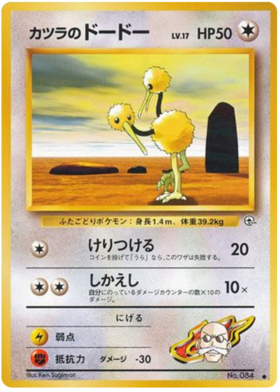 カツラのドードー LV.17 HP50
ふたごどりポケモン：身長1.4m、体重39.2kg
けりつける 20
コインを投げて「うら」なら、このワザは失敗する。
しかえし
自分にのっているダメージカウンターの数×10の
ダメージ。 10×
にげる
弱点
抵抗力 ダメージ -30
Illus. Ken Sugimori No. 084